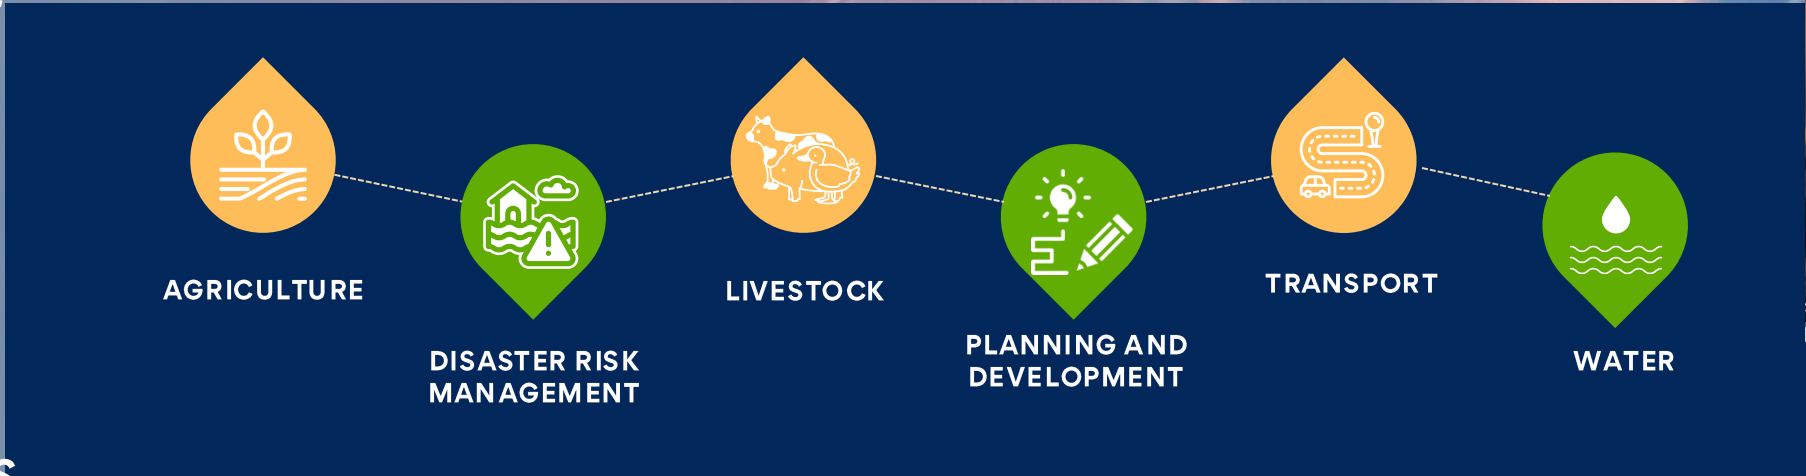 AGRICULTURE
DISASTER RISK
MANAGEMENT
LIVESTOCK
PLANNING AND
DEVELOPMENT
TRANSPORT
WATER